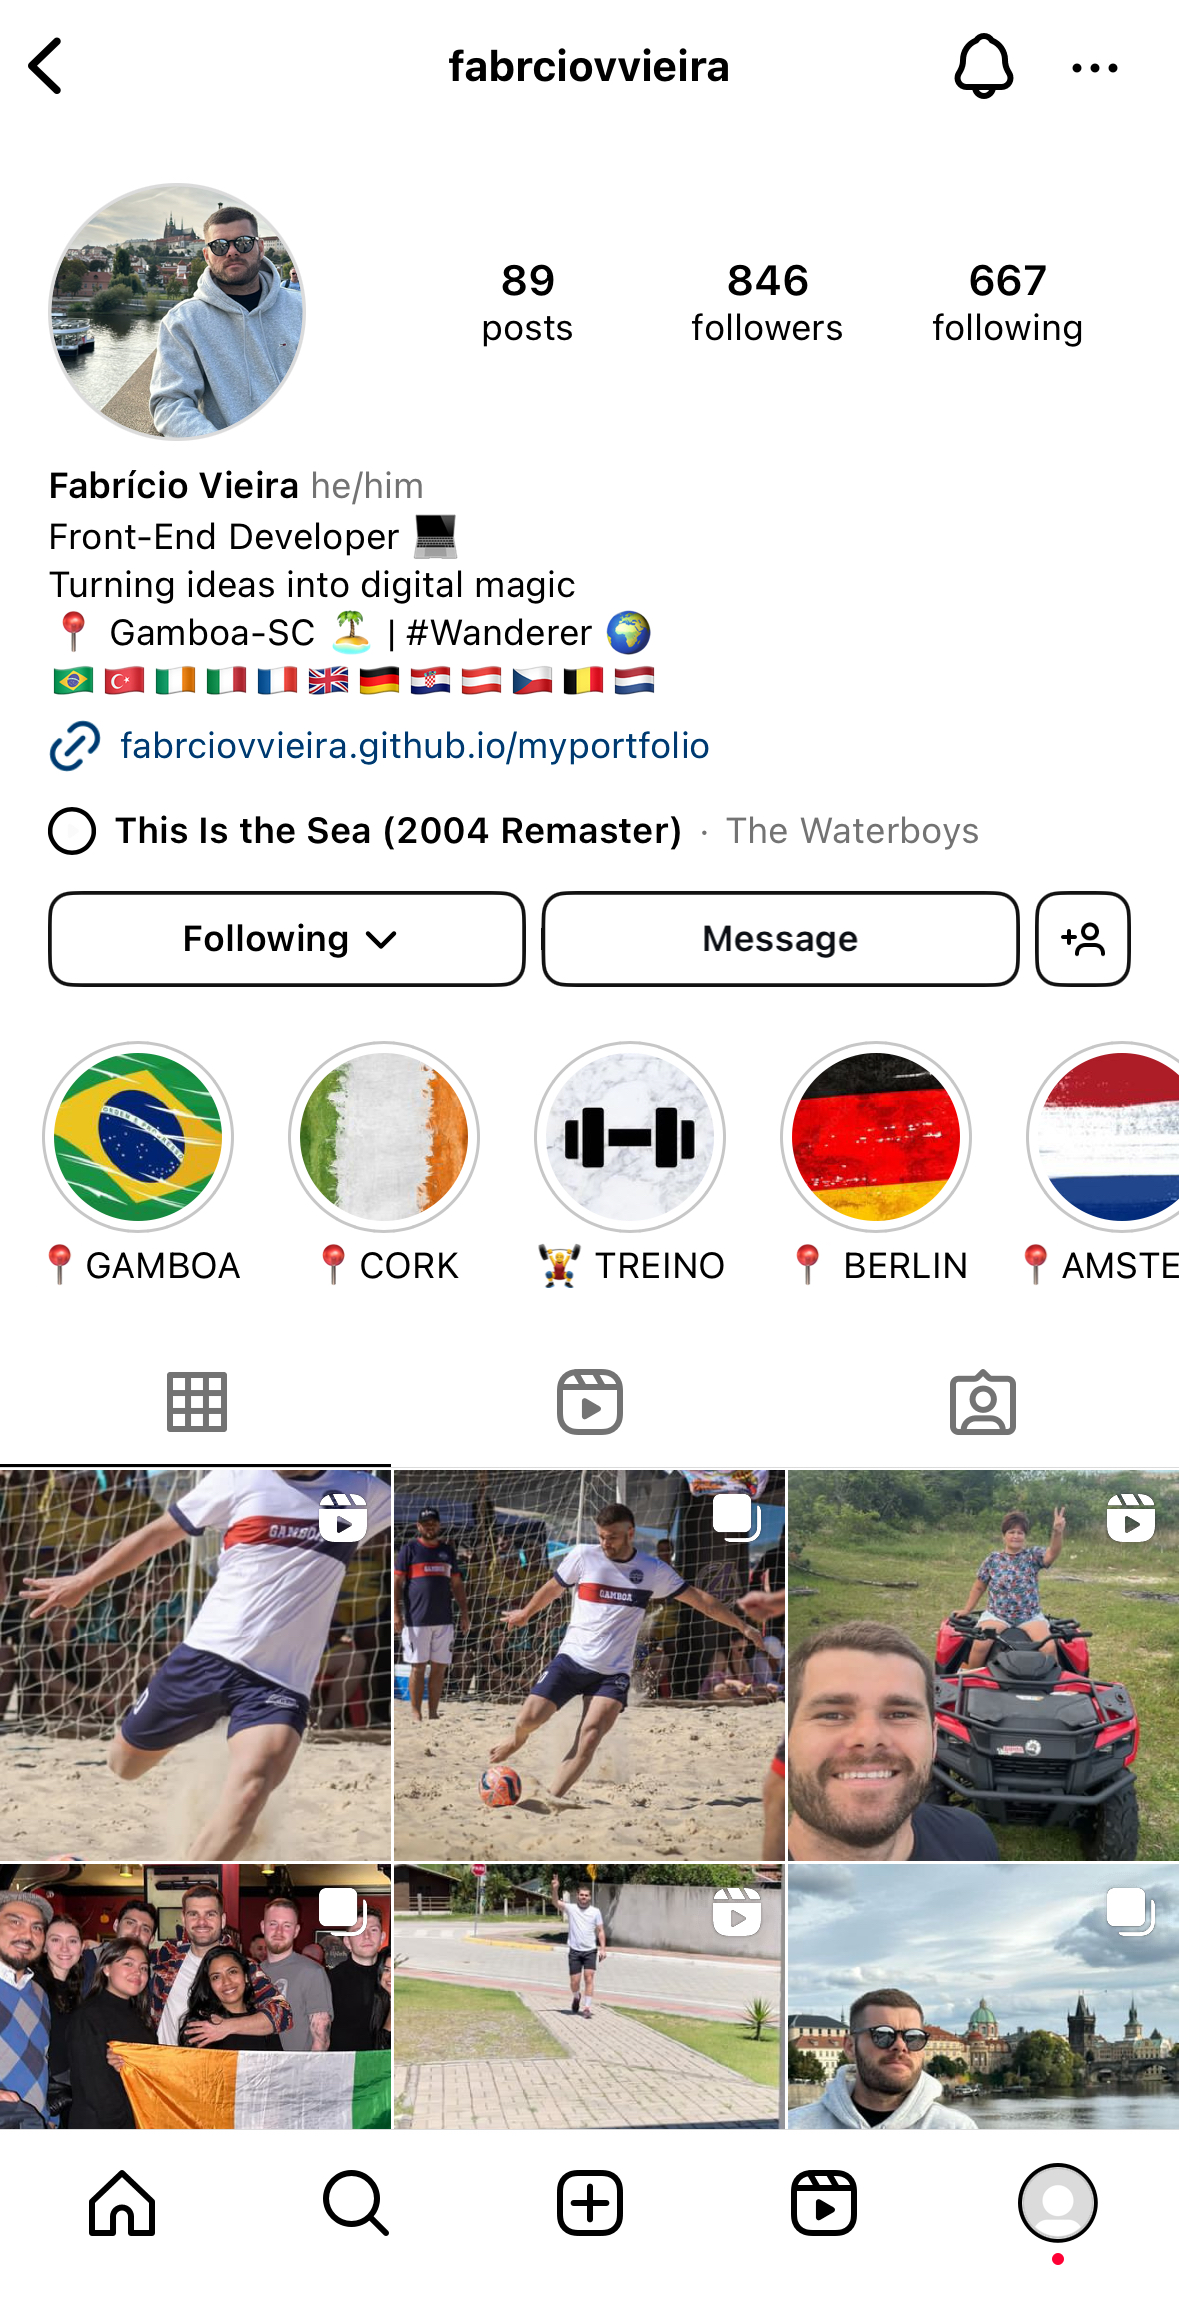 fabrciovvieira
89 846 667
posts followers following
Fabrício Vieira he/him
Front-End Developer 💻
Turning ideas into digital magic
📍 Gamboa-SC 🏝️ | #Wanderer 🌍
🇧🇷 🇹🇷 🇮🇪 🇮🇹 🇫🇷 🇬🇧 🇩🇪 🇭🇷 🇦🇹 🇨🇿 🇧🇪 🇳🇱
fabrciovvieira.github.io/myportfolio
This Is the Sea (2004 Remaster) · The Waterboys
Following Message
📍GAMBOA 📍CORK 🏋️ TREINO 📍 BERLIN 📍AMSTE
GAMBOA
GAMBOA